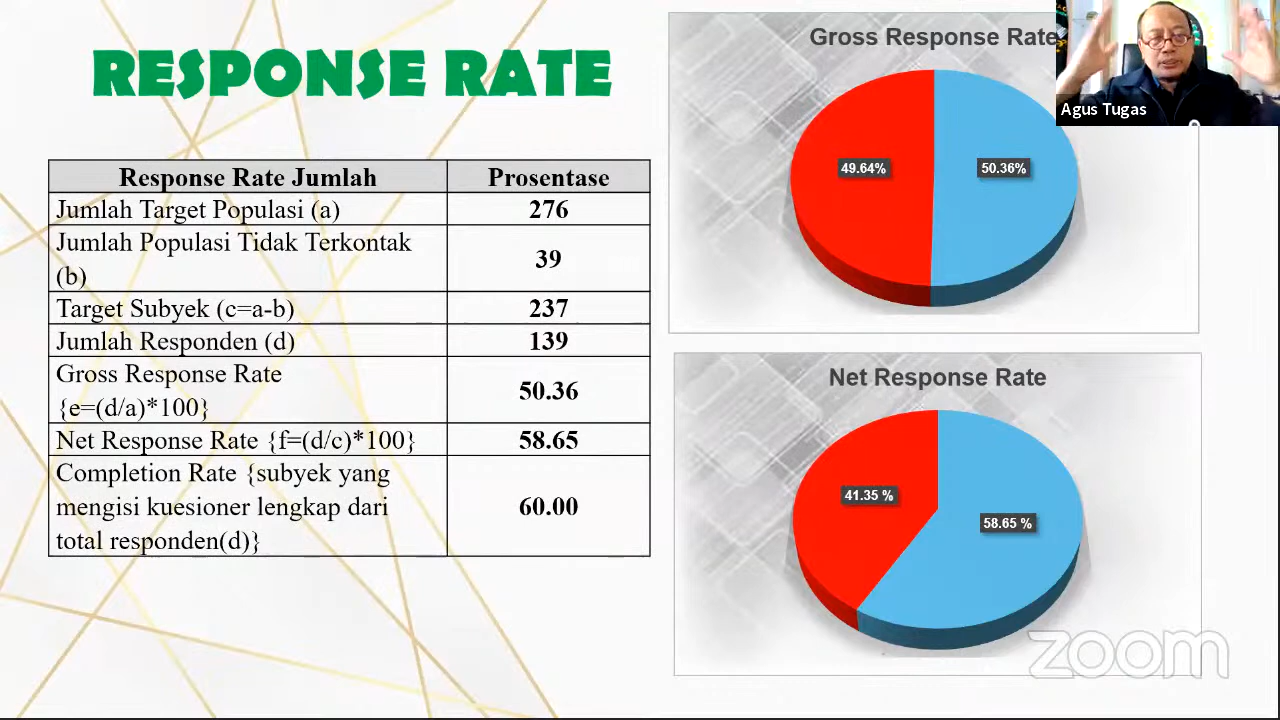 RESPONSE RATE
Response Rate Jumlah
Prosentase
Jumlah Target Populasi (a)
276
Jumlah Populasi Tidak Terkontak
(b)
39
Target Subyek (c=a-b)
237
Jumlah Responden (d)
139
Gross Response Rate
{e=(d/a)*100}
50.36
Net Response Rate {f=(d/c)*100}
58.65
Completion Rate {subyek yang
mengisi kuesioner lengkap dari
total responden(d)}
60.00
Gross Response Rate
49.64%
50.36%
Agus Tugas
Net Response Rate
41.35 %
58.65 %
zoom